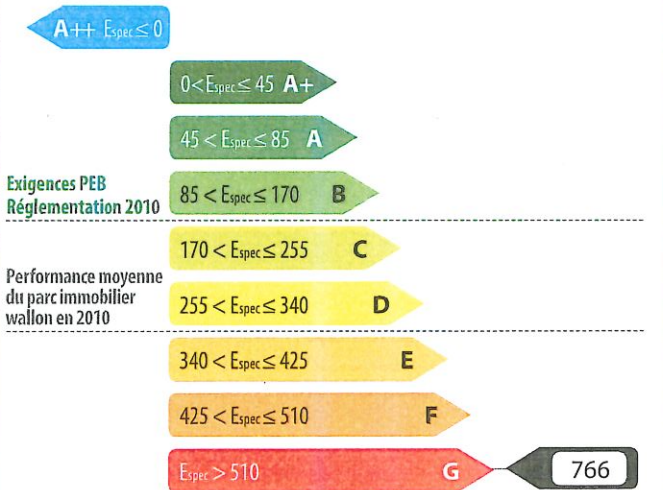 A++ Espec ≤ 0
0 < Espec ≤ 45 A+
45 < Espec ≤ 85 A
Exigences PEB
Réglementation 2010
85 < Espec ≤ 170 B
170 < Espec ≤ 255 C
Performance moyenne
du parc immobilier
wallon en 2010
255 < Espec ≤ 340 D
340 < Espec ≤ 425 E
425 < Espec ≤ 510 F
Espec > 510 G
766